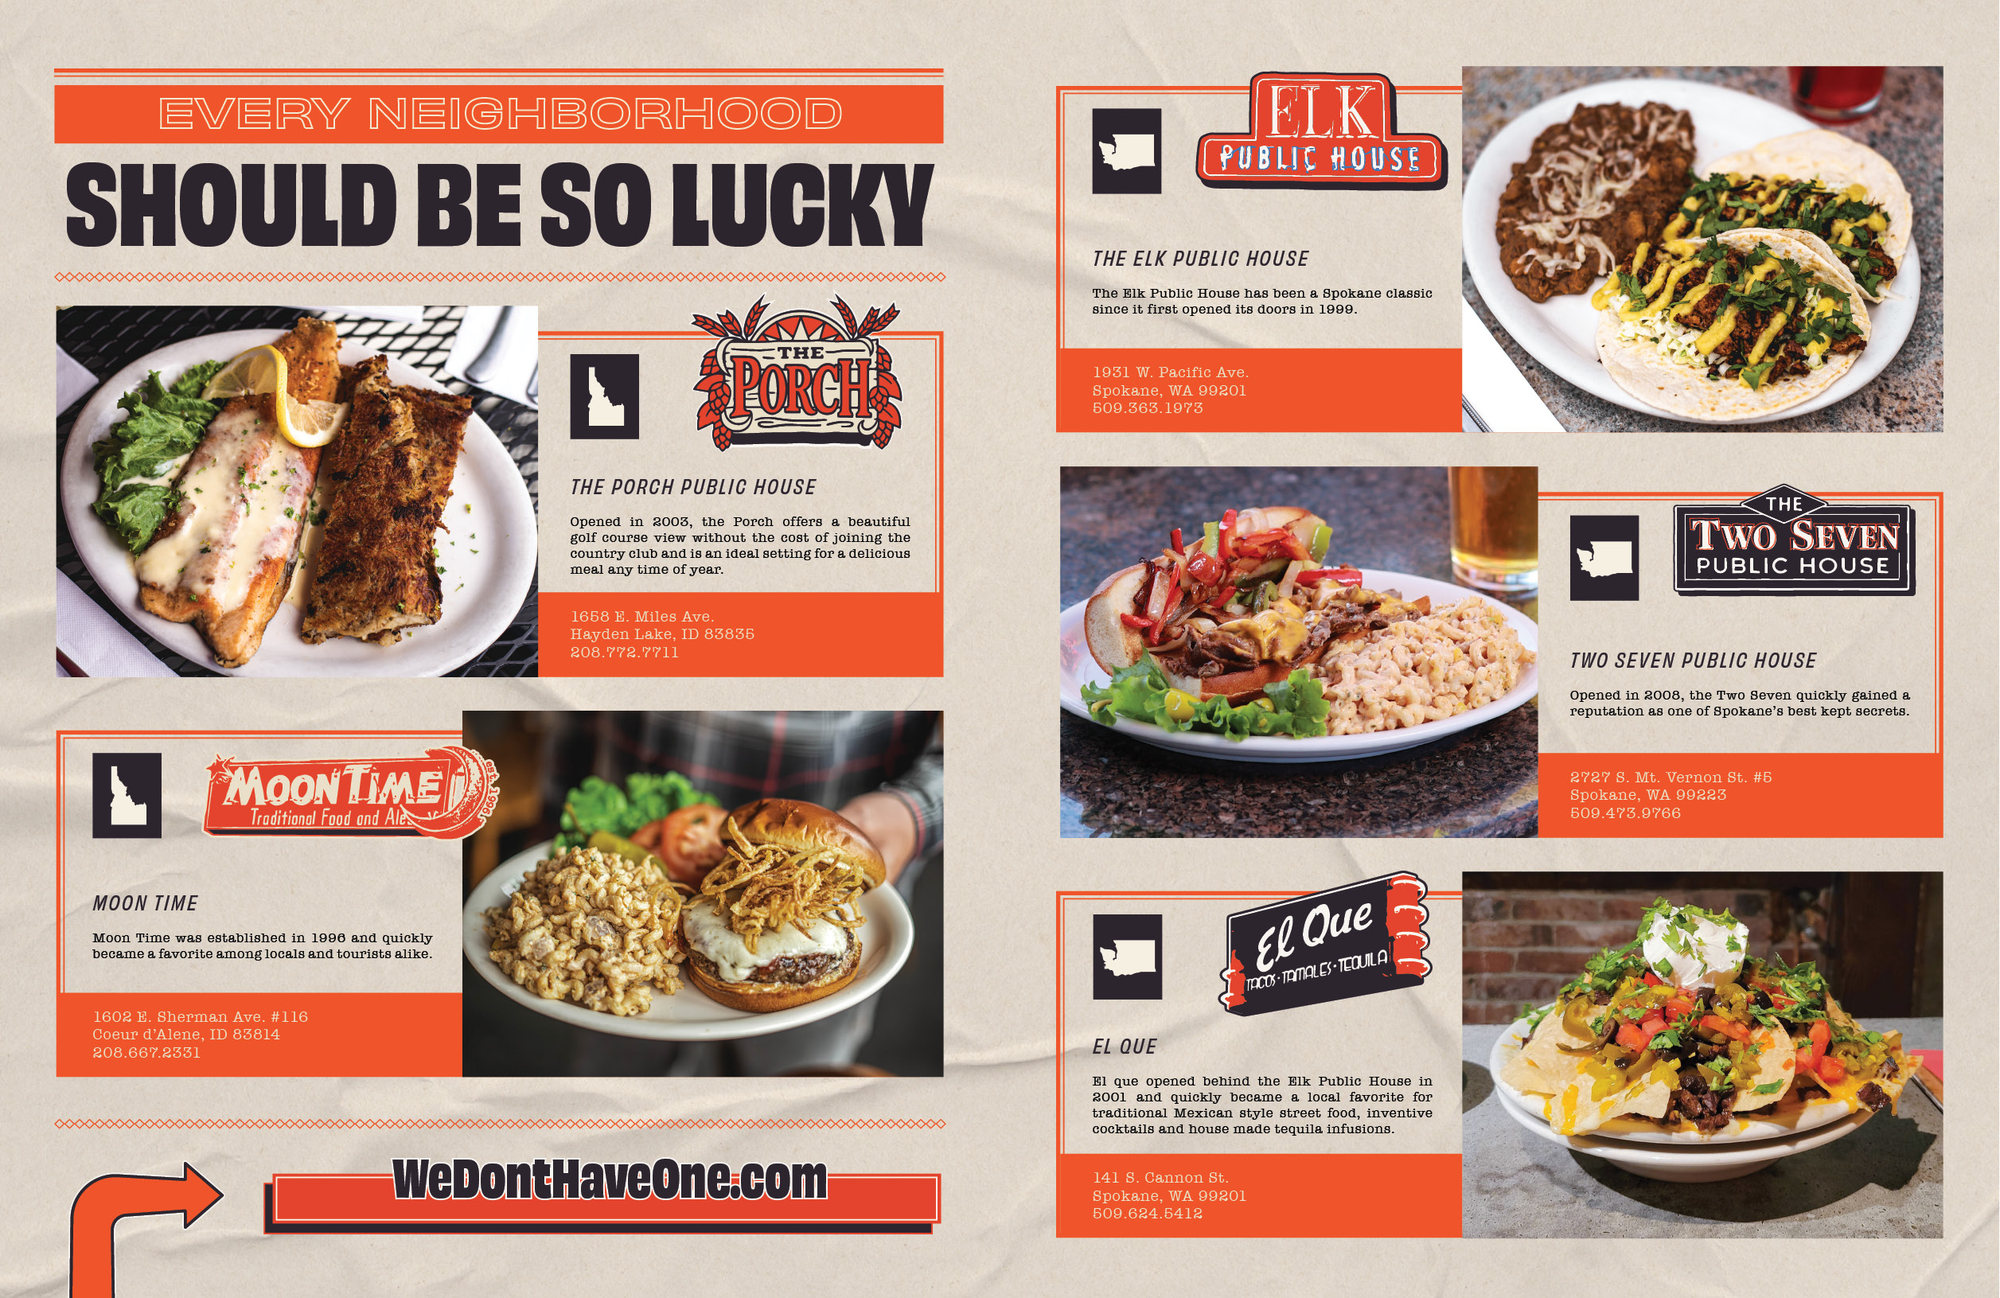 EVERY NEIGHBORHOOD
SHOULD BE SO LUCKY
THE
PORCH
THE PORCH PUBLIC HOUSE
Opened in 2003, the Porch offers a beautiful
golf course view without the cost of joining the
country club and is an ideal setting for a delicious
meal any time of year.
1658 E. Miles Ave.
Hayden Lake, ID 83835
208.772.7711
MOON TIME
Traditional Food and Ale
est. 1996
MOON TIME
Moon Time was established in 1996 and quickly
became a favorite among locals and tourists alike.
1602 E. Sherman Ave. #116
Coeur d'Alene, ID 83814
208.667.2331
WeDontHaveOne.com
ELK
PUBLIC HOUSE
THE ELK PUBLIC HOUSE
The Elk Public House has been a Spokane classic
since it first opened its doors in 1999.
1931 W. Pacific Ave.
Spokane, WA 99201
509.363.1973
THE
TWO SEVEN
PUBLIC HOUSE
TWO SEVEN PUBLIC HOUSE
Opened in 2008, the Two Seven quickly gained a
reputation as one of Spokane's best kept secrets.
2727 S. Mt. Vernon St. #5
Spokane, WA 99223
509.473.9766
El Que
TACOS · TAMALES · TEQUILA
EL QUE
El que opened behind the Elk Public House in
2001 and quickly became a local favorite for
traditional Mexican style street food, inventive
cocktails and house made tequila infusions.
141 S. Cannon St.
Spokane, WA 99201
509.624.5412